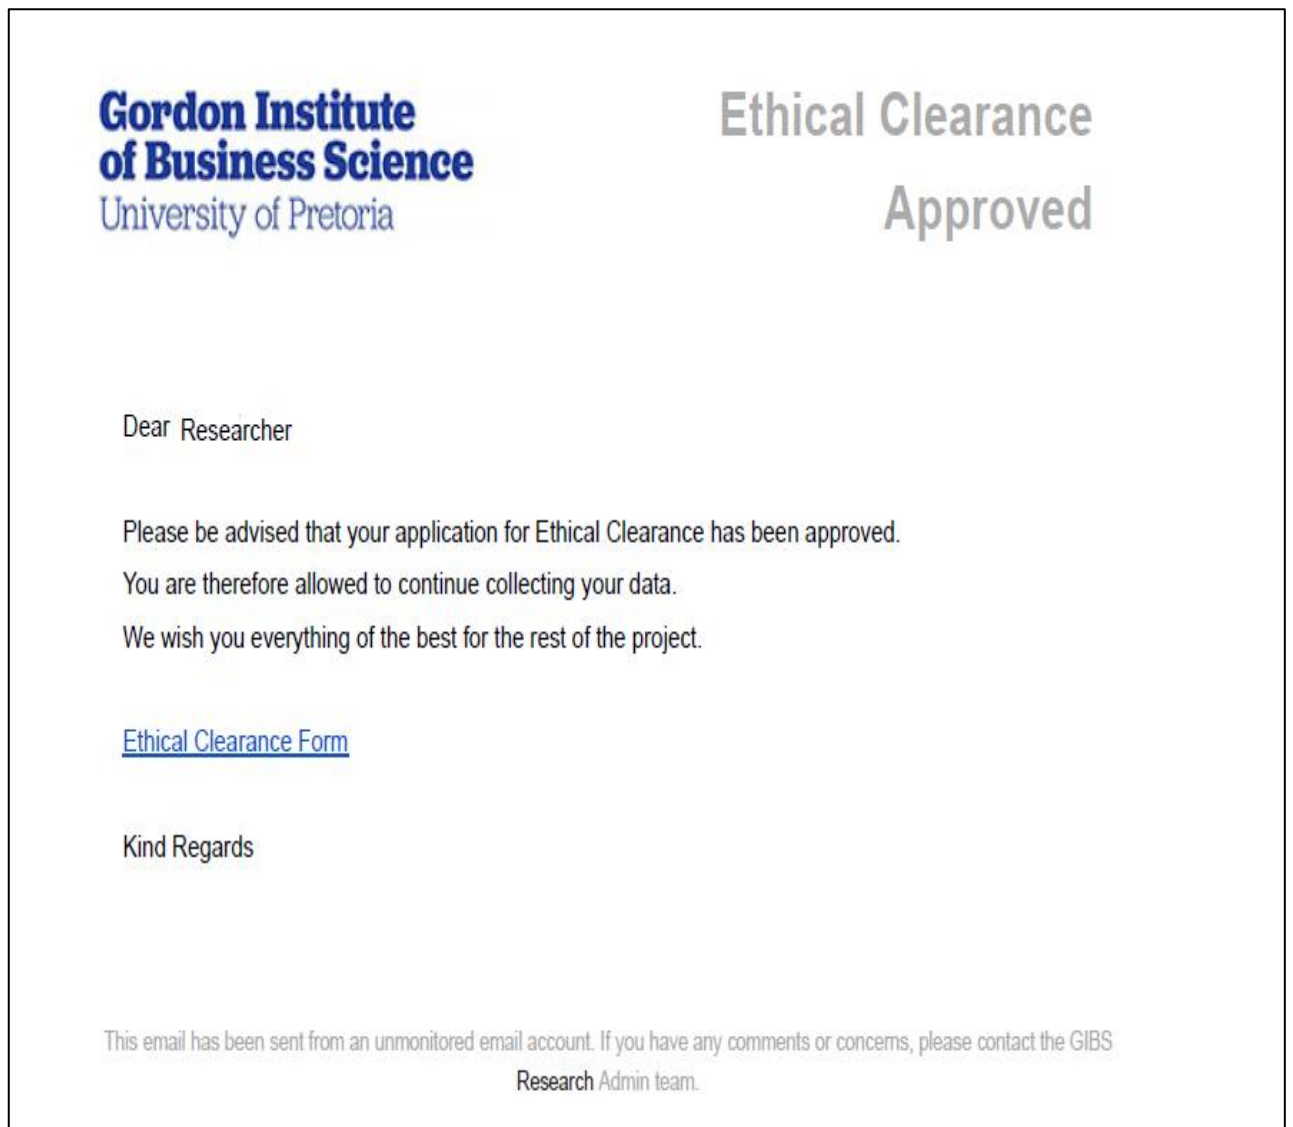 Gordon Institute
of Business Science
University of Pretoria
Ethical Clearance
Approved
Dear Researcher
Please be advised that your application for Ethical Clearance has been approved.
You are therefore allowed to continue collecting your data.
We wish you everything of the best for the rest of the project.
Ethical Clearance Form
Kind Regards
This email has been sent from an unmonitored email account. If you have any comments or concerns, please contact the GIBS
Research Admin team.